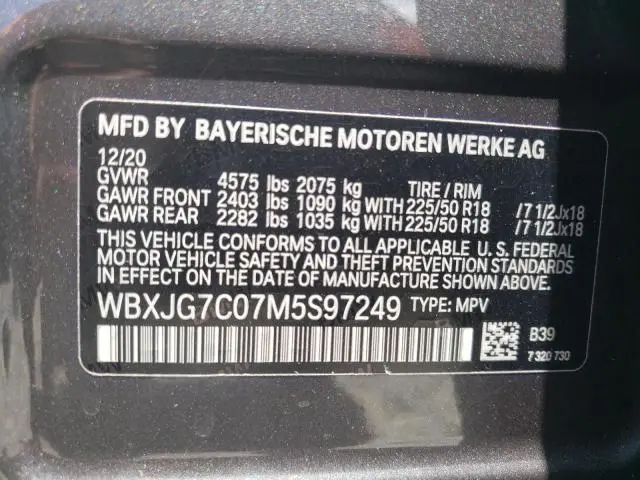 MFD BY BAYERISCHE MOTOREN WERKE AG
12/20
GVWR 4575 lbs 2075 kg TIRE / RIM
GAWR FRONT 2403 lbs 1090 kg WITH 225/50 R18 /7 1/2Jx18
GAWR REAR 2282 lbs 1035 kg WITH 225/50 R18 /7 1/2Jx18
THIS VEHICLE CONFORMS TO ALL APPLICABLE U. S. FEDERAL
MOTOR VEHICLE SAFETY AND THEFT PREVENTION STANDARDS
IN EFFECT ON THE DATE OF MANUFACTURE SHOWN ABOVE.
WBXJG7C07M5S97249 TYPE: MPV
B39
7 320 730